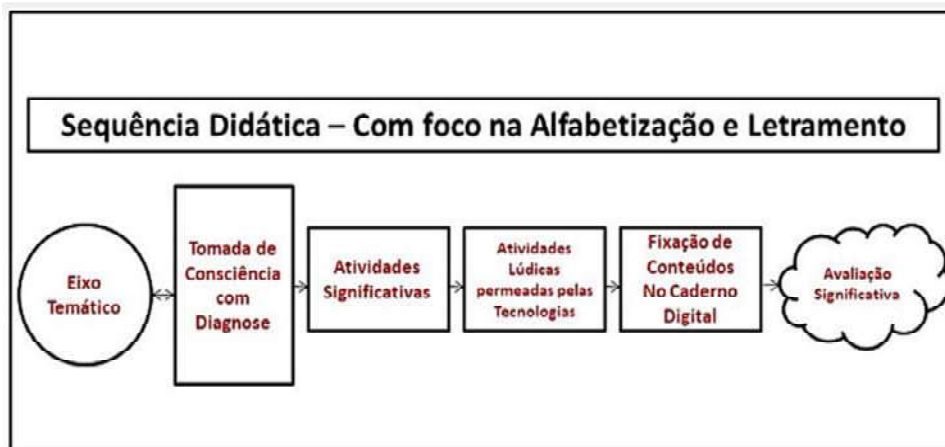 Sequência Didática – Com foco na Alfabetização e Letramento
Eixo
Temático
Tomada de
Consciência
com
Diagnose
Atividades
Significativas
Atividades
Lúdicas
permeadas pelas
Tecnologias
Fixação de
Conteúdos
No Caderno
Digital
Avaliação
Significativa